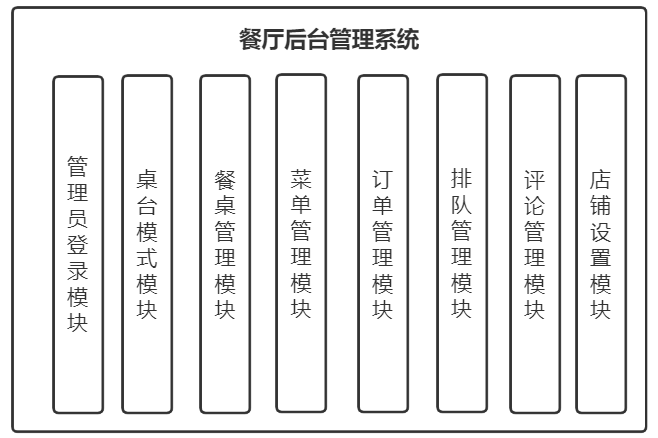 餐厅后台管理系统
管理员登录模块
桌台模式模块
餐桌管理模块
菜单管理模块
订单管理模块
排队管理模块
评论管理模块
店铺设置模块